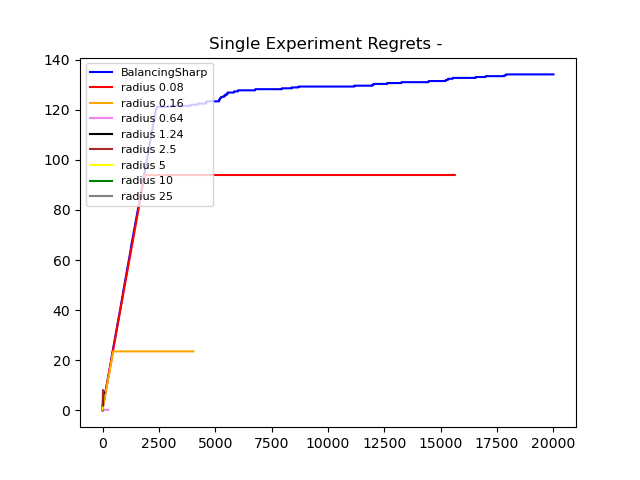 Single Experiment Regrets -
140
120
100
80
60
40
20
0
BalancingSharp
radius 0.08
radius 0.16
radius 0.64
radius 1.24
radius 2.5
radius 5
radius 10
radius 25
0 2500 5000 7500 10000 12500 15000 17500 20000